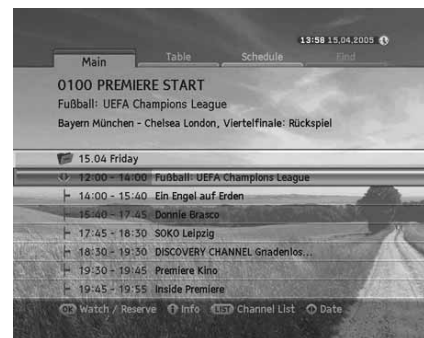 13:58 15.04.2005
Main Table Schedule Find
0100 PREMIERE START
Fußball: UEFA Champions League
Bayern München - Chelsea London, Viertelfinale: Rückspiel
15.04 Friday
12:00 - 14:00 Fußball: UEFA Champions League
14:00 - 15:40 Ein Engel auf Erden
15:40 - 17:45 Donnie Brasco
17:45 - 18:30 SOKO Leipzig
18:30 - 19:30 DISCOVERY CHANNEL Gnadenlos...
19:30 - 19:45 Premiere Kino
19:45 - 19:55 Inside Premiere
OK Watch / Reserve i Info LIST Channel List Date